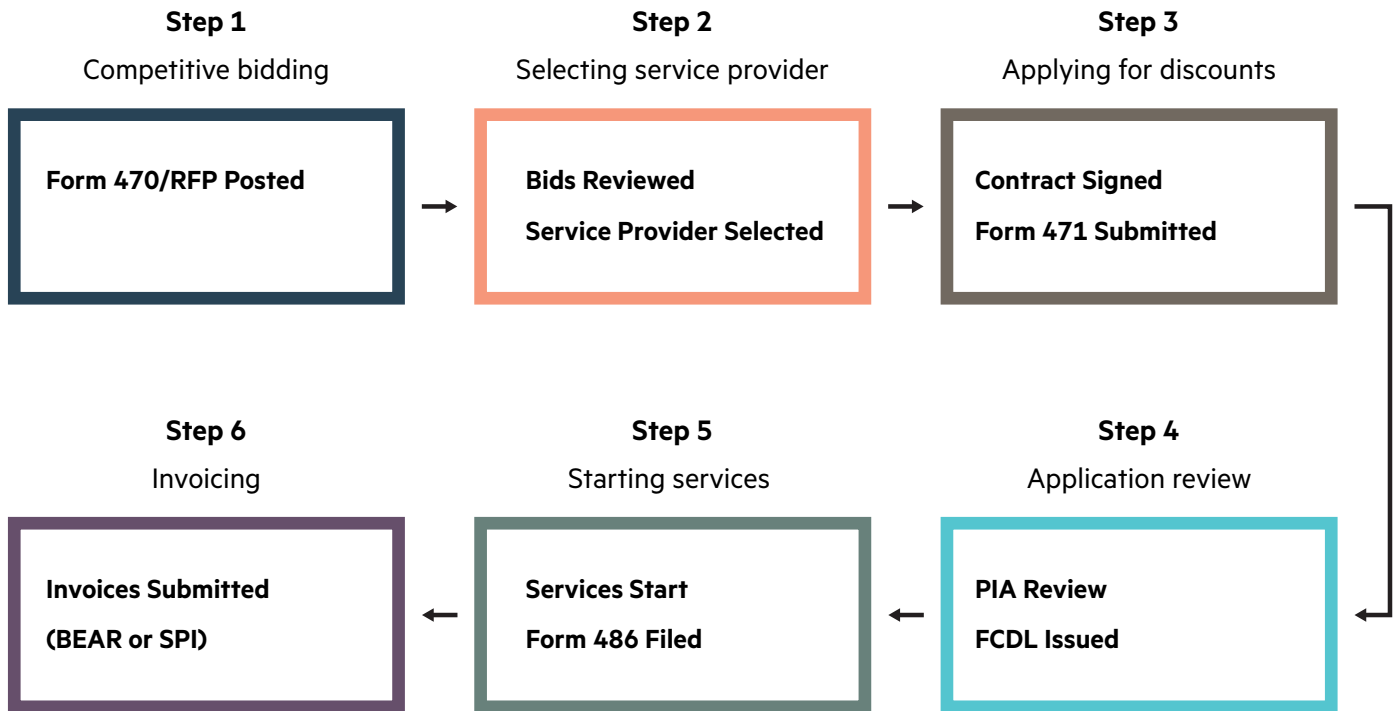 Step 1
Competitive bidding
Form 470/RFP Posted
Step 2
Selecting service provider
Bids Reviewed
Service Provider Selected
Step 3
Applying for discounts
Contract Signed
Form 471 Submitted
Step 4
Application review
PIA Review
FCDL Issued
Step 5
Starting services
Services Start
Form 486 Filed
Step 6
Invoicing
Invoices Submitted
(BEAR or SPI)